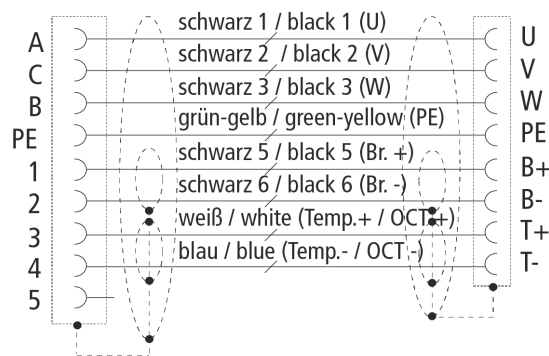 A schwarz 1 / black 1 (U) U
C schwarz 2 / black 2 (V) V
B schwarz 3 / black 3 (W) W
PE grün-gelb / green-yellow (PE) PE
1 schwarz 5 / black 5 (Br. +) B+
2 schwarz 6 / black 6 (Br. -) B-
3 weiß / white (Temp.+ / OCT +) T+
4 blau / blue (Temp.- / OCT -) T-
5